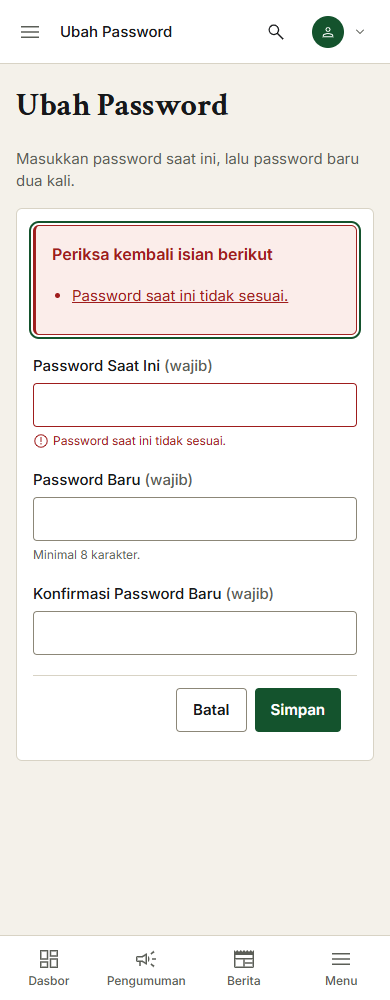 Ubah Password
Ubah Password
Masukkan password saat ini, lalu password baru
dua kali.
Periksa kembali isian berikut
Password saat ini tidak sesuai.
Password Saat Ini (wajib)
Password saat ini tidak sesuai.
Password Baru (wajib)
Minimal 8 karakter.
Konfirmasi Password Baru (wajib)
Batal
Simpan
Dasbor
Pengumuman
Berita
Menu